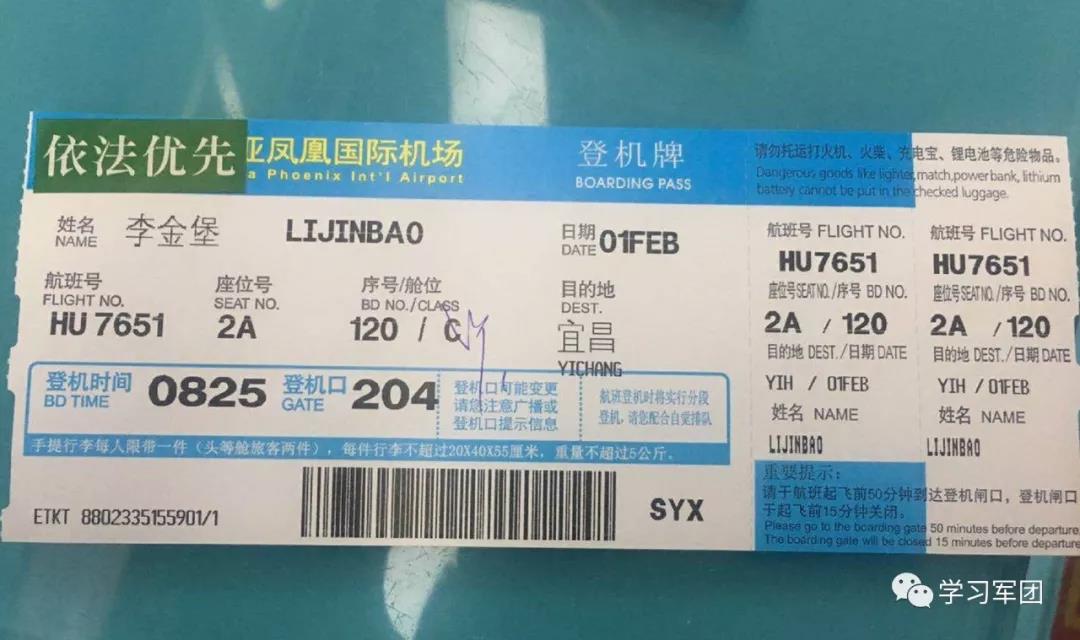 依法优先
亚凤凰国际机场
a Phoenix Int'l Airport
登机牌
BOARDING PASS
请勿托运打火机、火柴、充电宝、锂电池等危险物品。
Dangerous goods like lighter,match,powerbank, lithium
battery cannot be put in the checked luggage.
姓名
NAME
李金堡
LIJINBAO
日期
DATE
01FEB
航班号
FLIGHT NO.
HU 7651
座位号
SEAT NO.
2A
序号/舱位
BD NO./CLASS
120 / C
目的地
DEST.
宜昌
YICHANG
登机时间
BD TIME
0825
登机口
GATE
204
登机口可能变更
请您注意广播或
登机口提示信息
航班登机时将实行分段
登机,请您配合自觉排队
手提行李每人限带一件（头等舱旅客两件），每件行李不超过20X40X55厘米，重量不超过5公斤。
ETKT 8802335155901/1
SYX
航班号 FLIGHT NO.
HU7651
座位号SEAT NO./序号 BD NO.
2A / 120
目的地 DEST./日期 DATE
YIH / 01FEB
姓名 NAME
LIJINBAO
航班号 FLIGHT NO.
HU7651
座位号SEAT NO./序号 BD NO.
2A / 120
目的地 DEST./日期 DATE
YIH / 01FEB
姓名 NAME
LIJINBAO
重要提示：
请于航班起飞前50分钟到达登机闸口，登机闸口
于起飞前15分钟关闭。
Please go to the boarding gate 50 minutes before departure
The boarding gate will be closed 15 minutes before departure
学习军团